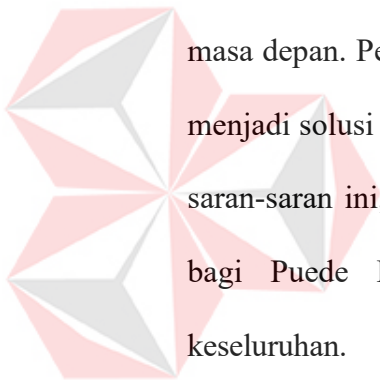 masa depan. Pe
menjadi solusi
saran-saran ini
bagi Puede
keseluruhan.